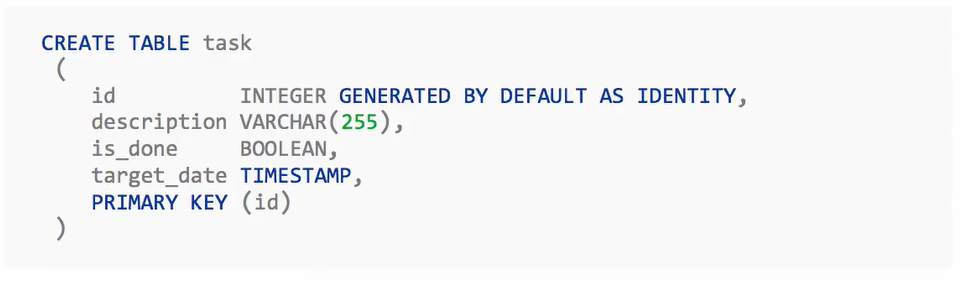 CREATE TABLE task
(
id INTEGER GENERATED BY DEFAULT AS IDENTITY,
description VARCHAR(255),
is_done BOOLEAN,
target_date TIMESTAMP,
PRIMARY KEY (id)
)